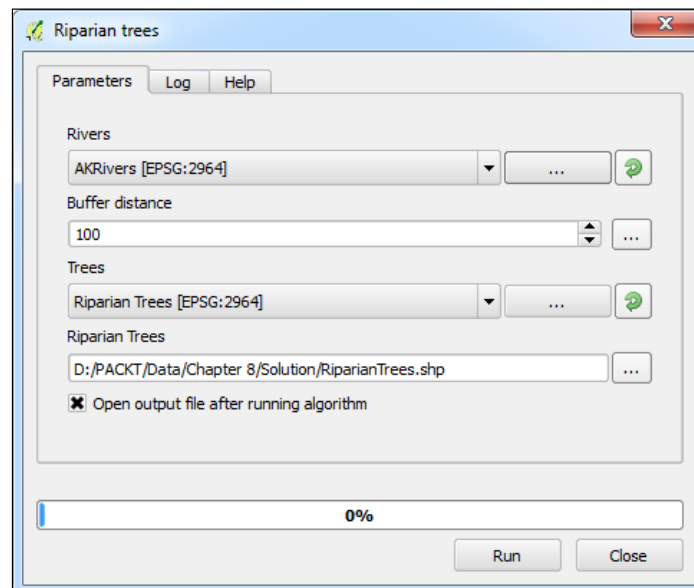 Riparian trees
Parameters Log Help
Rivers
AKRivers [EPSG:2964]
...
Buffer distance
100
...
Trees
Riparian Trees [EPSG:2964]
...
Riparian Trees
D:/PACKT/Data/Chapter 8/Solution/RiparianTrees.shp
...
Open output file after running algorithm
0%
Run Close